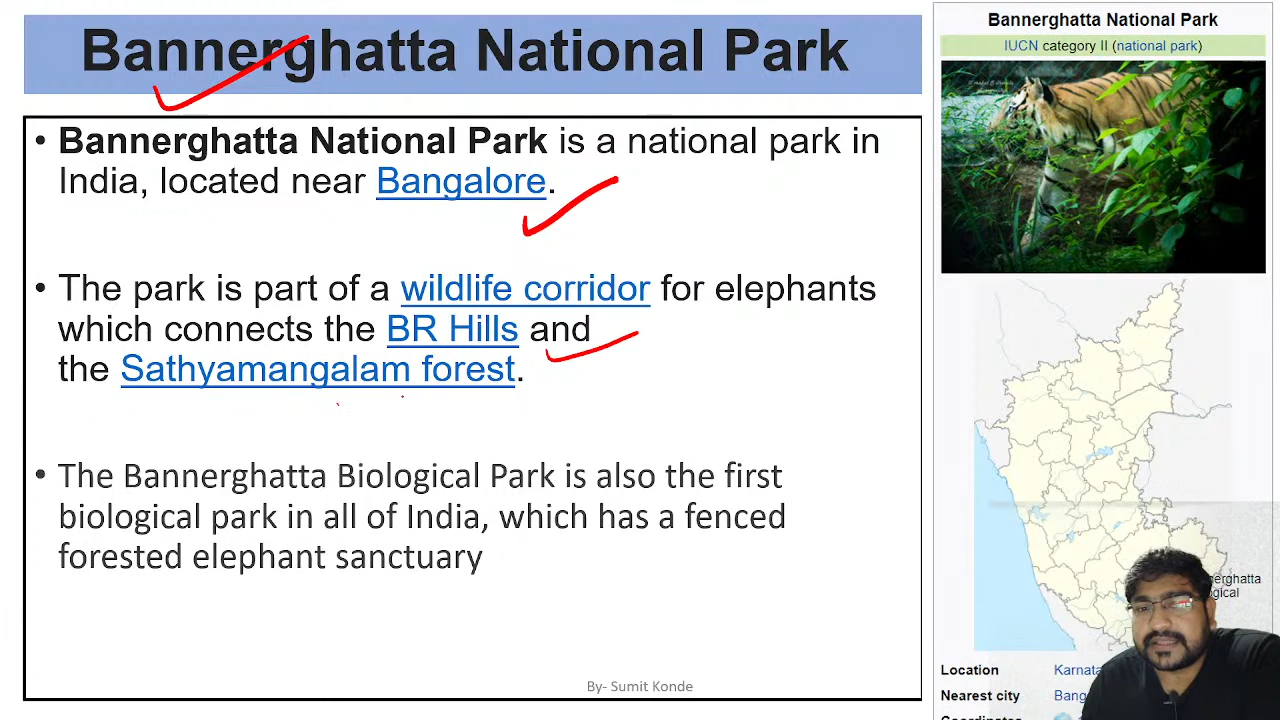 Bannerghatta National Park
• Bannerghatta National Park is a national park in
India, located near Bangalore.
• The park is part of a wildlife corridor for elephants
which connects the BR Hills and
the Sathyamangalam forest.
• The Bannerghatta Biological Park is also the first
biological park in all of India, which has a fenced
forested elephant sanctuary
By- Sumit Konde
Bannerghatta National Park
IUCN category II (national park)
Location
Nearest city